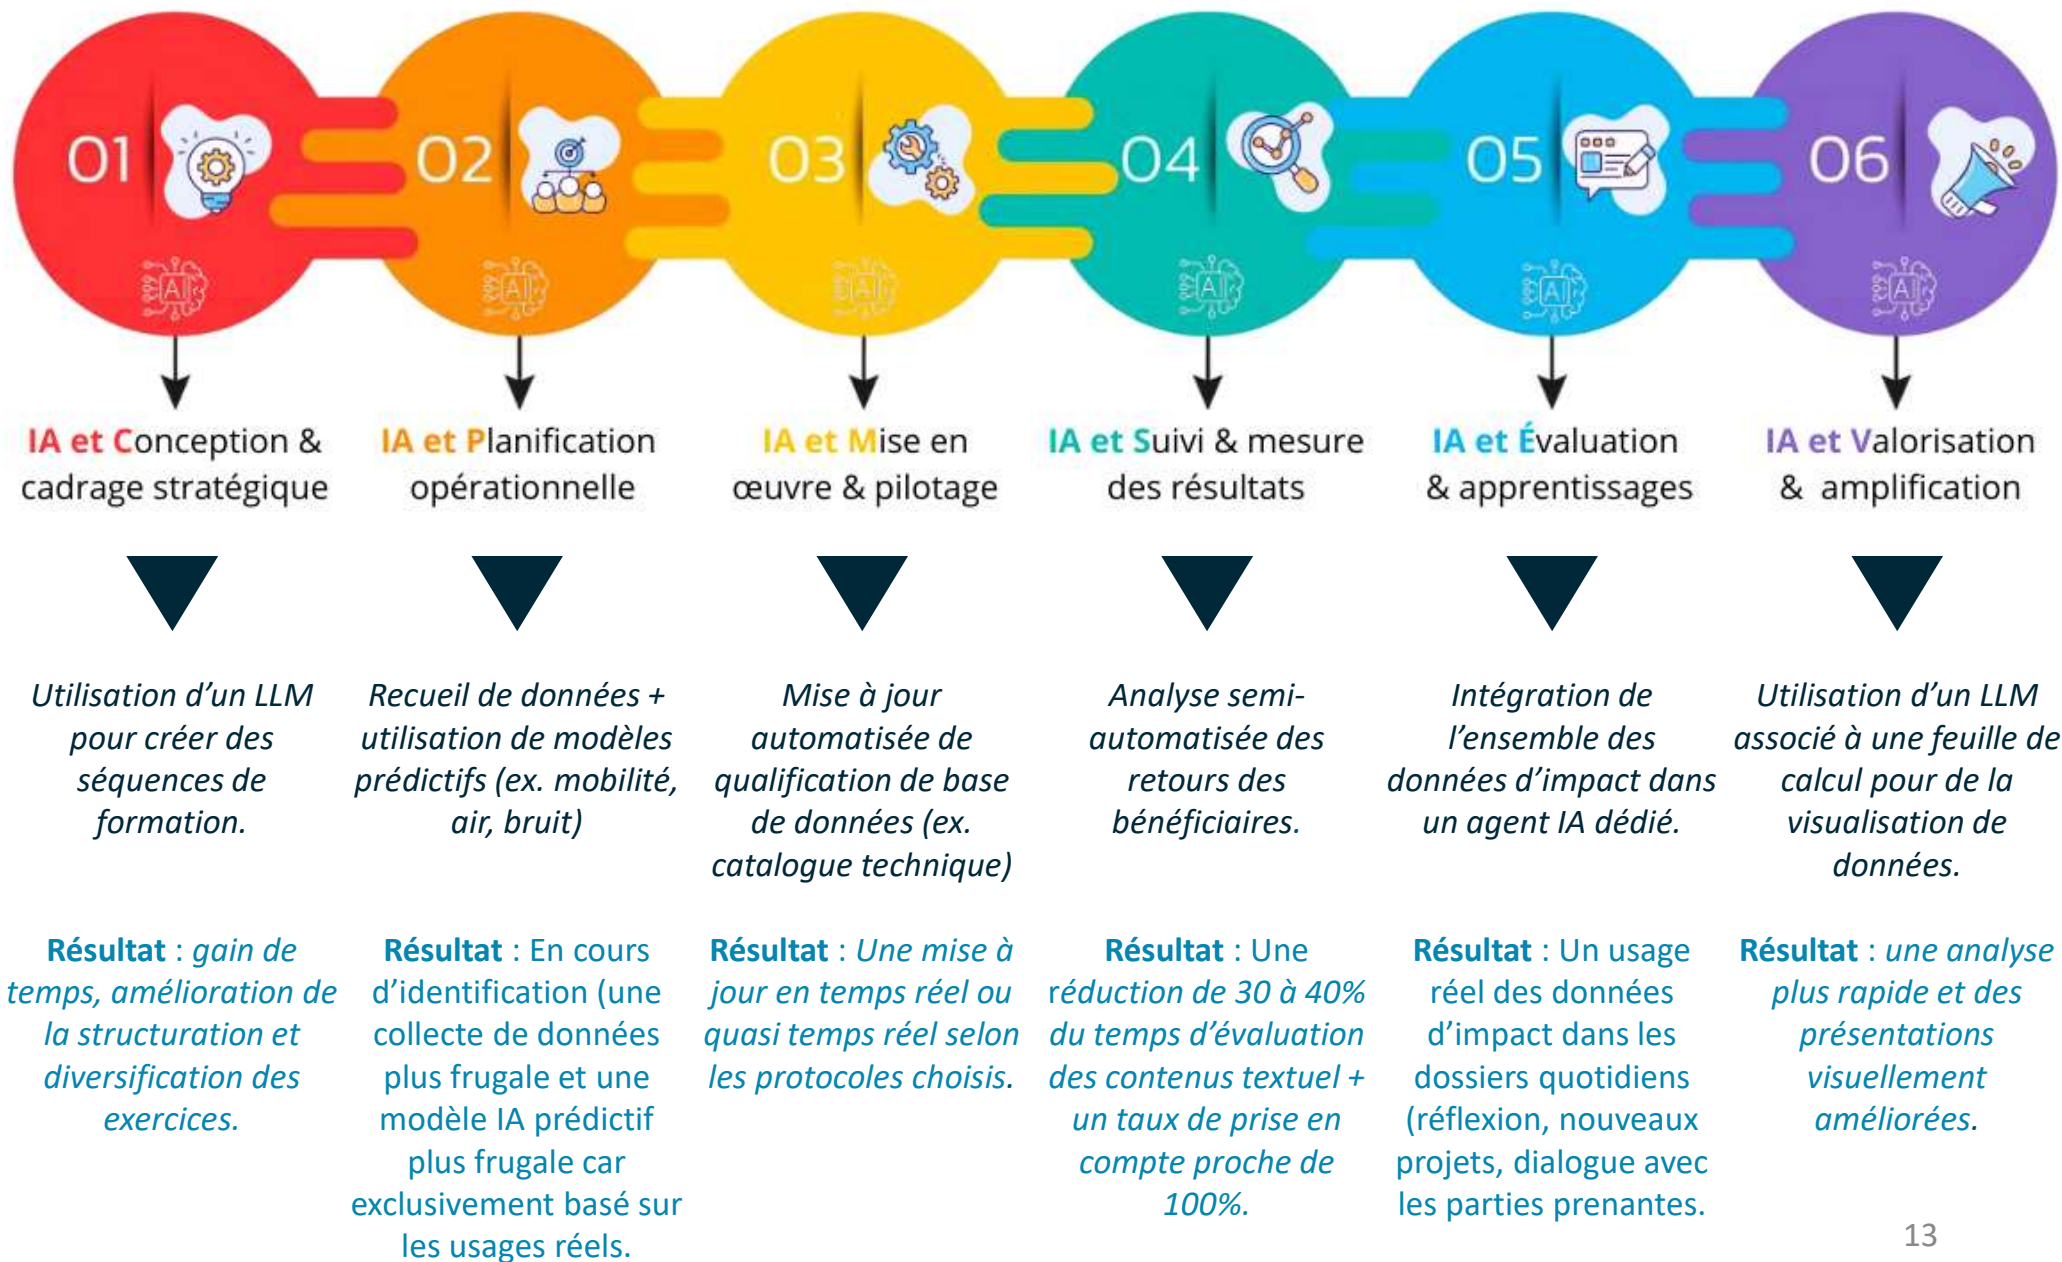 01
AI
IA et Conception &
cadrage stratégique
Utilisation d’un LLM
pour créer des
séquences de
formation.
Résultat : gain de
temps, amélioration de
la structuration et
diversification des
exercices.
02
AI
IA et Planification
opérationnelle
Recueil de données +
utilisation de modèles
prédictifs (ex. mobilité,
air, bruit)
Résultat : En cours
d’identification (une
collecte de données
plus frugale et une
modèle IA prédictif
plus frugale car
exclusivement basé sur
les usages réels.
03
AI
IA et Mise en
œuvre & pilotage
Mise à jour
automatisée de
qualification de base
de données (ex.
catalogue technique)
Résultat : Une mise à
jour en temps réel ou
quasi temps réel selon
les protocoles choisis.
04
AI
IA et Suivi & mesure
des résultats
Analyse semi-
automatisée des
retours des
bénéficiaires.
Résultat : Une
réduction de 30 à 40%
du temps d’évaluation
des contenus textuel +
un taux de prise en
compte proche de
100%.
05
AI
IA et Évaluation
& apprentissages
Intégration de
l’ensemble des
données d’impact dans
un agent IA dédié.
Résultat : Un usage
réel des données
d’impact dans les
dossiers quotidiens
(réflexion, nouveaux
projets, dialogue avec
les parties prenantes.
06
AI
IA et Valorisation
& amplification
Utilisation d’un LLM
associé à une feuille de
calcul pour de la
visualisation de
données.
Résultat : une analyse
plus rapide et des
présentations
visuellement
améliorées.
13